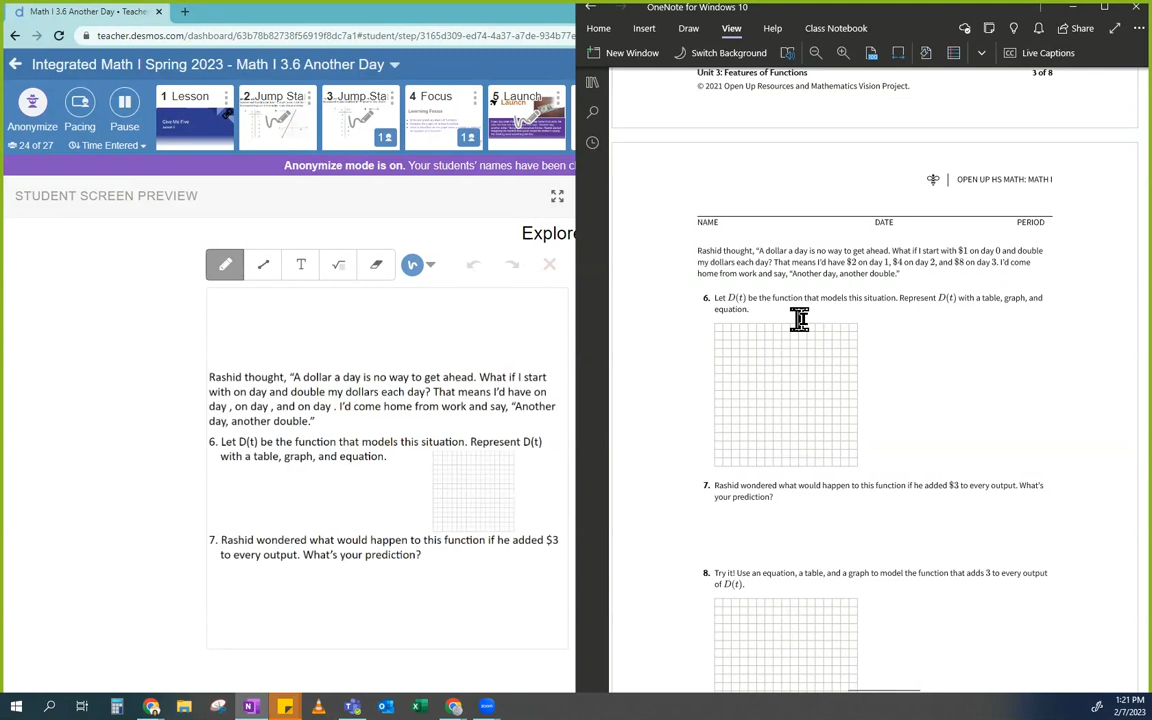 Math I 3.6 Another Day - Teache
teacher.desmos.com/dashboard/63b78b82738f56919f8dc7a1#student/step/3165d309-ed74-4a37-a7de-934b77e
Integrated Math I Spring 2023 - Math I 3.6 Another Day
Anonymize
Pacing
Pause
24 of 27
Time Entered
1 Lesson
Give Me Five
2 Jump Sta
3 Jump Sta
1
4 Focus
Learning Focus
1
5 Launch
Launch
Anonymize mode is on. Your students' names have been c
STUDENT SCREEN PREVIEW
Explore
T
Rashid thought, "A dollar a day is no way to get ahead. What if I start
with on day and double my dollars each day? That means I'd have on
day , on day , and on day . I'd come home from work and say, "Another
day, another double."
6. Let D(t) be the function that models this situation. Represent D(t)
with a table, graph, and equation.
7. Rashid wondered what would happen to this function if he added $3
to every output. What's your prediction?
OneNote for Windows 10
Home
Insert
Draw
View
Help
Class Notebook
Share
New Window
Switch Background
Live Captions
Unit 3: Features of Functions
3 of 8
© 2021 Open Up Resources and Mathematics Vision Project.
OPEN UP HS MATH: MATH I
NAME
DATE
PERIOD
Rashid thought, "A dollar a day is no way to get ahead. What if I start with $1 on day 0 and double
my dollars each day? That means I'd have $2 on day 1, $4 on day 2, and $8 on day 3. I'd come
home from work and say, "Another day, another double."
6. Let D(t) be the function that models this situation. Represent D(t) with a table, graph, and
equation.
7. Rashid wondered what would happen to this function if he added $3 to every output. What's
your prediction?
8. Try it! Use an equation, a table, and a graph to model the function that adds 3 to every output
of D(t).
1:21 PM
2/7/2023